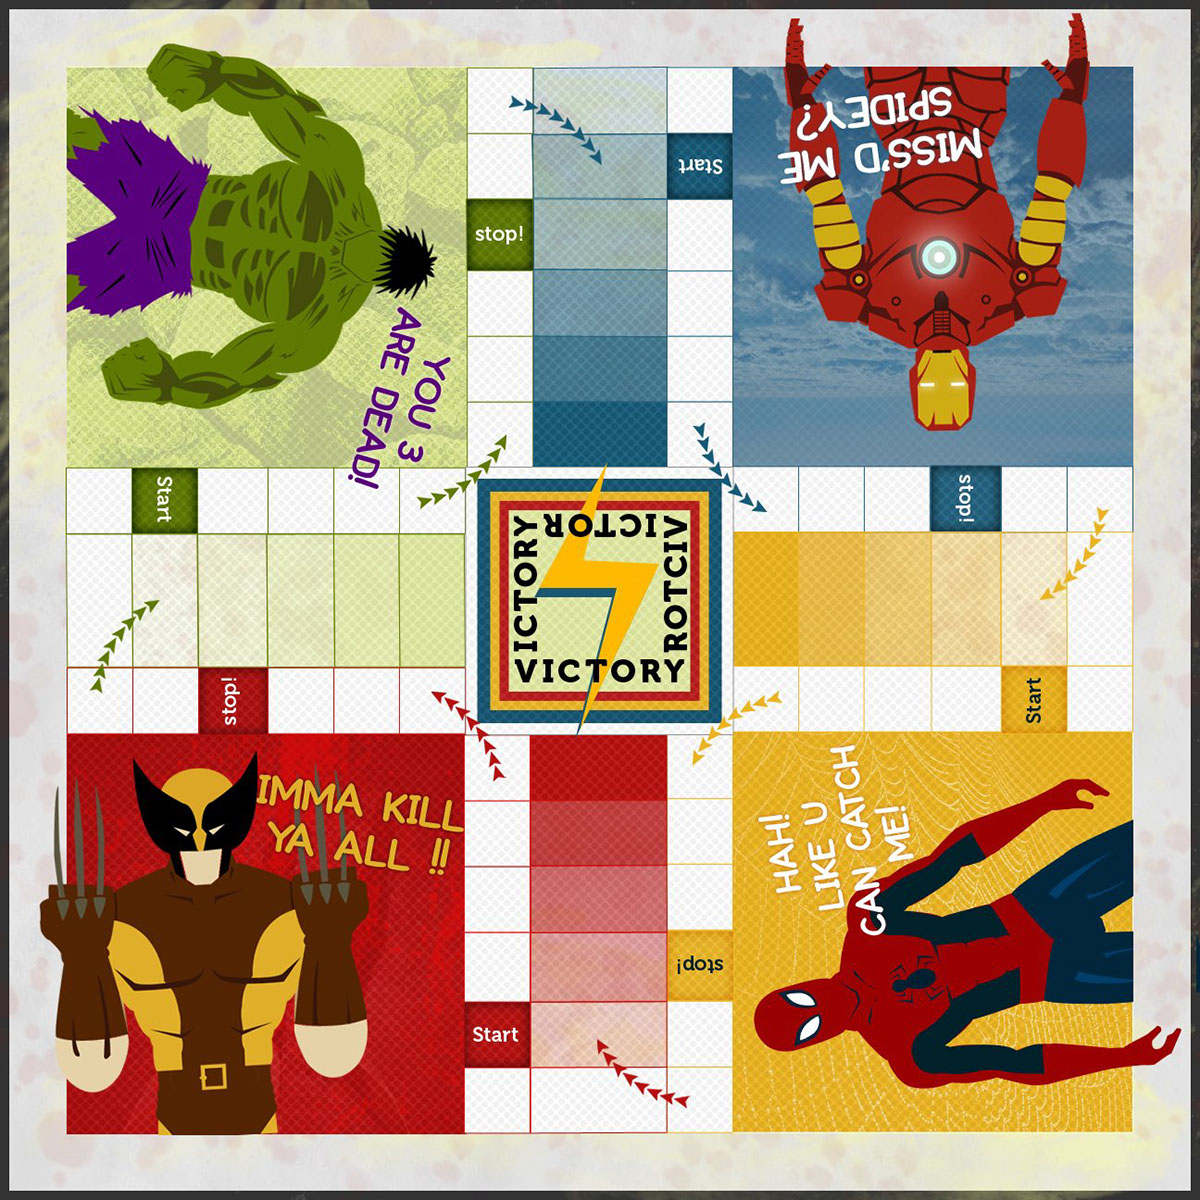 Start
MISS'D ME
SPIDEY?
stop!
YOU 3
ARE DEAD!
Start
stop!
VICTORY
VICTOR
VICTOR
VICTORY
stop!
Start
IMMA KILL
YA ALL !!
HAH!
LIKE U
CAN CATCH
ME!
stop!
Start